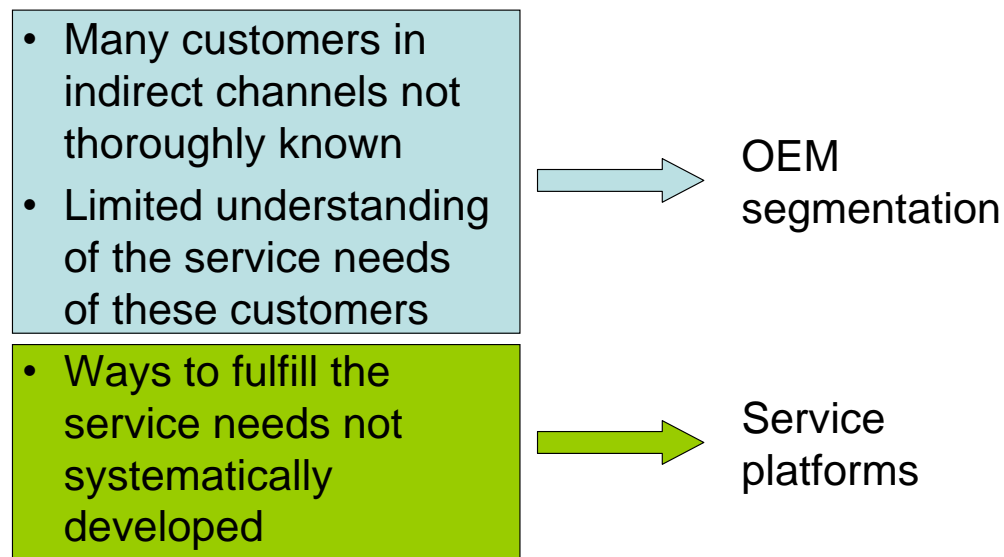 • Many customers in
indirect channels not
thoroughly known
• Limited understanding
of the service needs
of these customers
OEM
segmentation
• Ways to fulfill the
service needs not
systematically
developed
Service
platforms